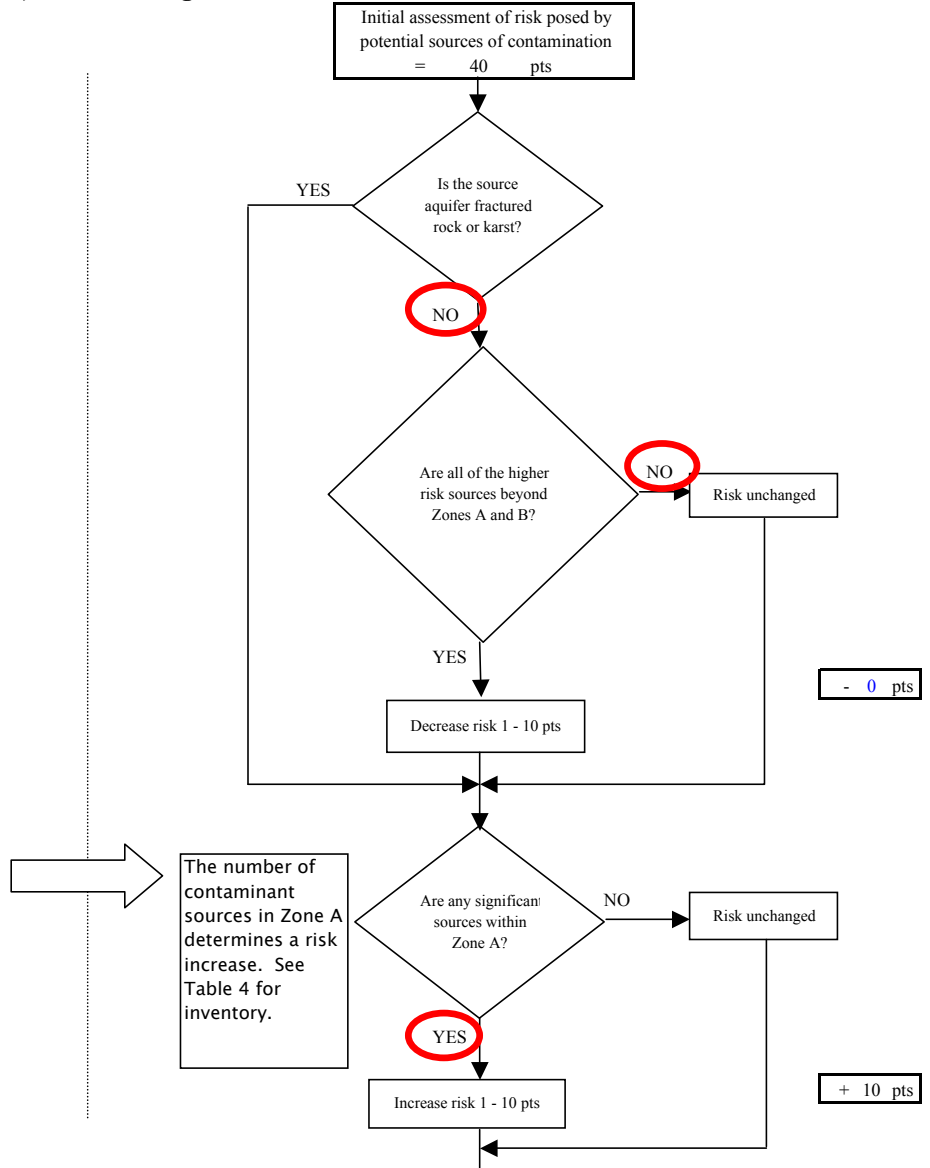 Initial assessment of risk posed by
potential sources of contamination
= 40 pts
YES
Is the source
aquifer fractured
rock or karst?
NO
Are all of the higher
risk sources beyond
Zones A and B?
NO
Risk unchanged
YES
- 0 pts
Decrease risk 1 - 10 pts
The number of
contaminant
sources in Zone A
determines a risk
increase. See
Table 4 for
inventory.
Are any significant
sources within
Zone A?
NO
Risk unchanged
YES
+ 10 pts
Increase risk 1 - 10 pts